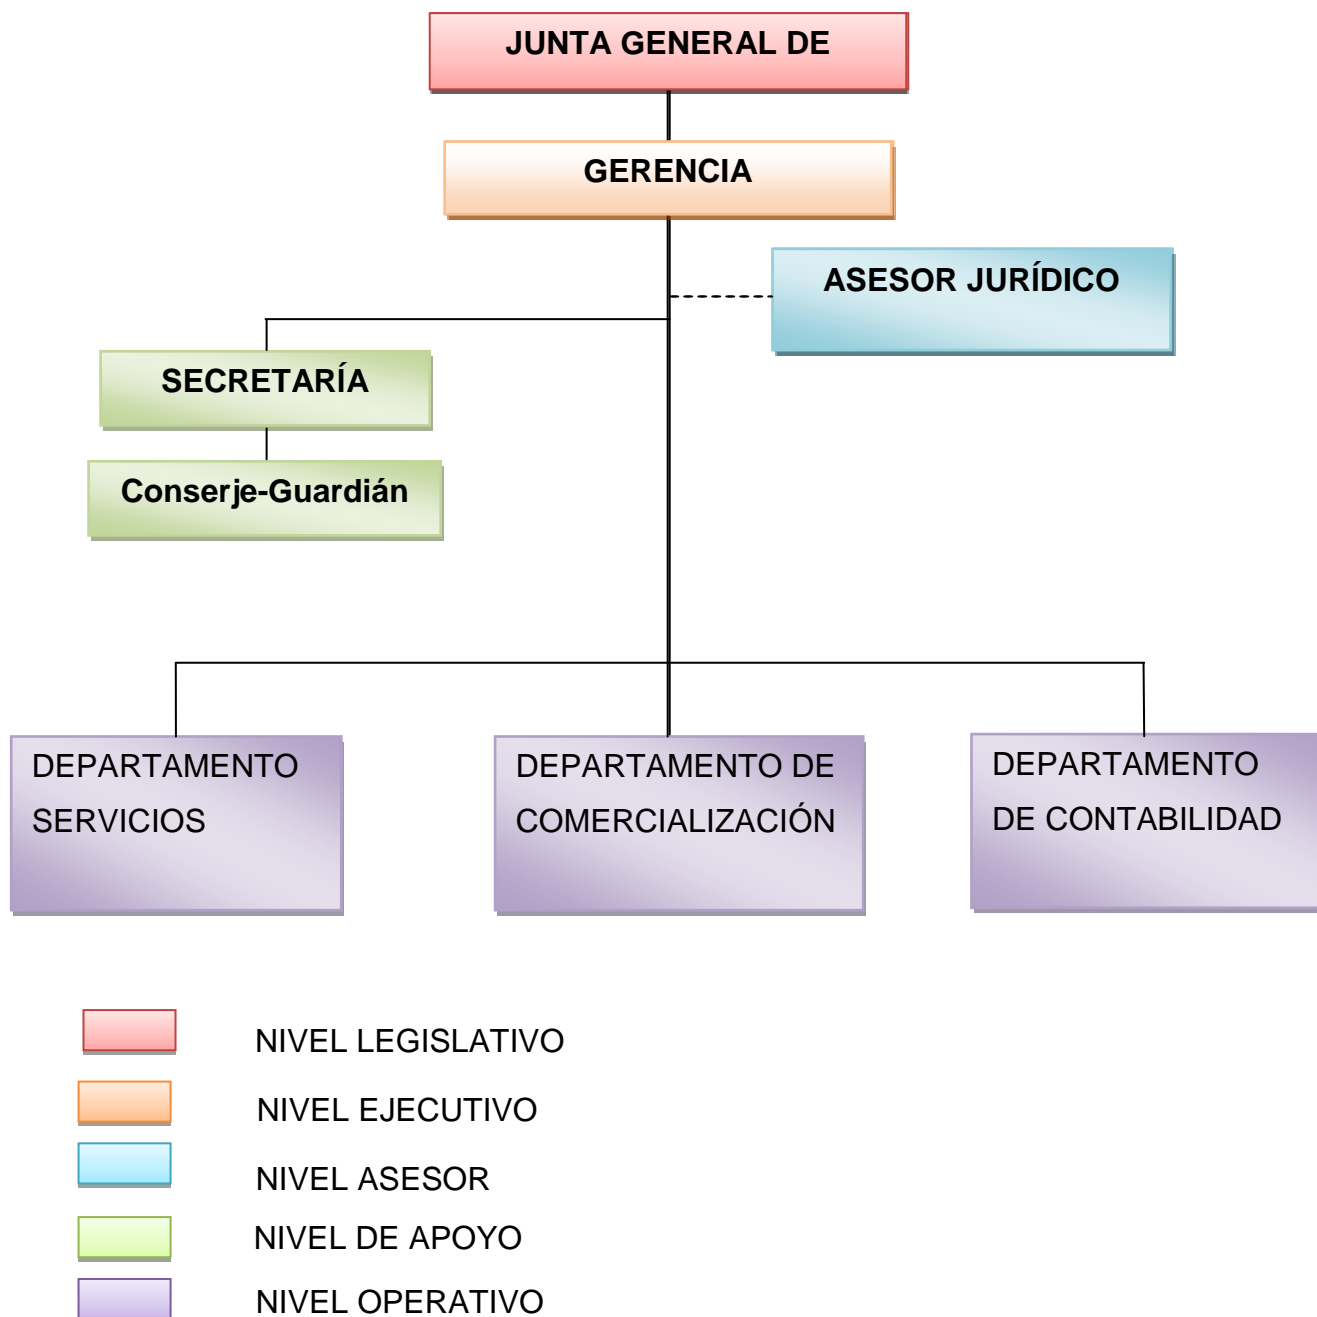 JUNTA GENERAL DE
GERENCIA
ASESOR JURÍDICO
SECRETARÍA
Conserje-Guardián
DEPARTAMENTO
SERVICIOS
DEPARTAMENTO DE
COMERCIALIZACIÓN
DEPARTAMENTO
DE CONTABILIDAD
NIVEL LEGISLATIVO
NIVEL EJECUTIVO
NIVEL ASESOR
NIVEL DE APOYO
NIVEL OPERATIVO